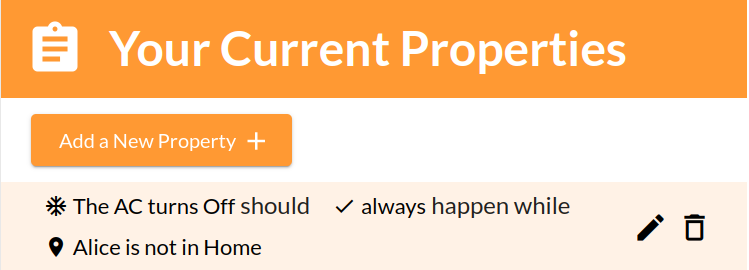 Your Current Properties
Add a New Property
The AC turns Off should always happen while
Alice is not in Home